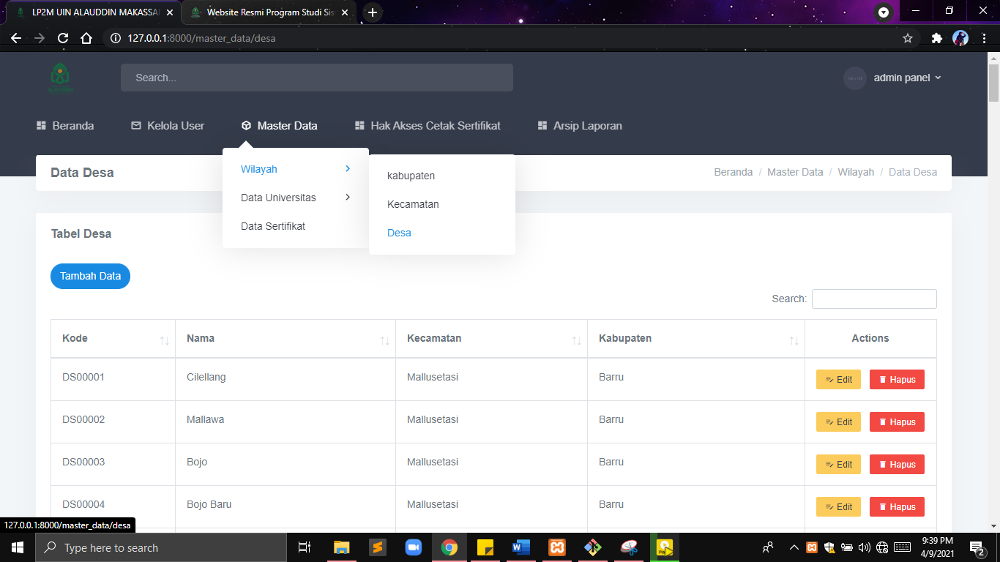 LP2M UIN ALAUDDIN MAKASSA
Website Resmi Program Studi Sis
127.0.0.1:8000/master_data/desa
Search...
admin panel
Beranda
Kelola User
Master Data
Hak Akses Cetak Sertifikat
Arsip Laporan
Data Desa
Beranda / Master Data / Wilayah / Data Desa
Wilayah
Data Universitas
Data Sertifikat
kabupaten
Kecamatan
Desa
Tabel Desa
Tambah Data
Search:
Kode Nama Kecamatan Kabupaten Actions
DS00001 Cilellang Mallusetasi Barru Edit Hapus
DS00002 Mallawa Mallusetasi Barru Edit Hapus
DS00003 Bojo Mallusetasi Barru Edit Hapus
DS00004 Bojo Baru Mallusetasi Barru Edit Hapus
127.0.0.1:8000/master_data/desa
Type here to search
9:39 PM
4/9/2021
2